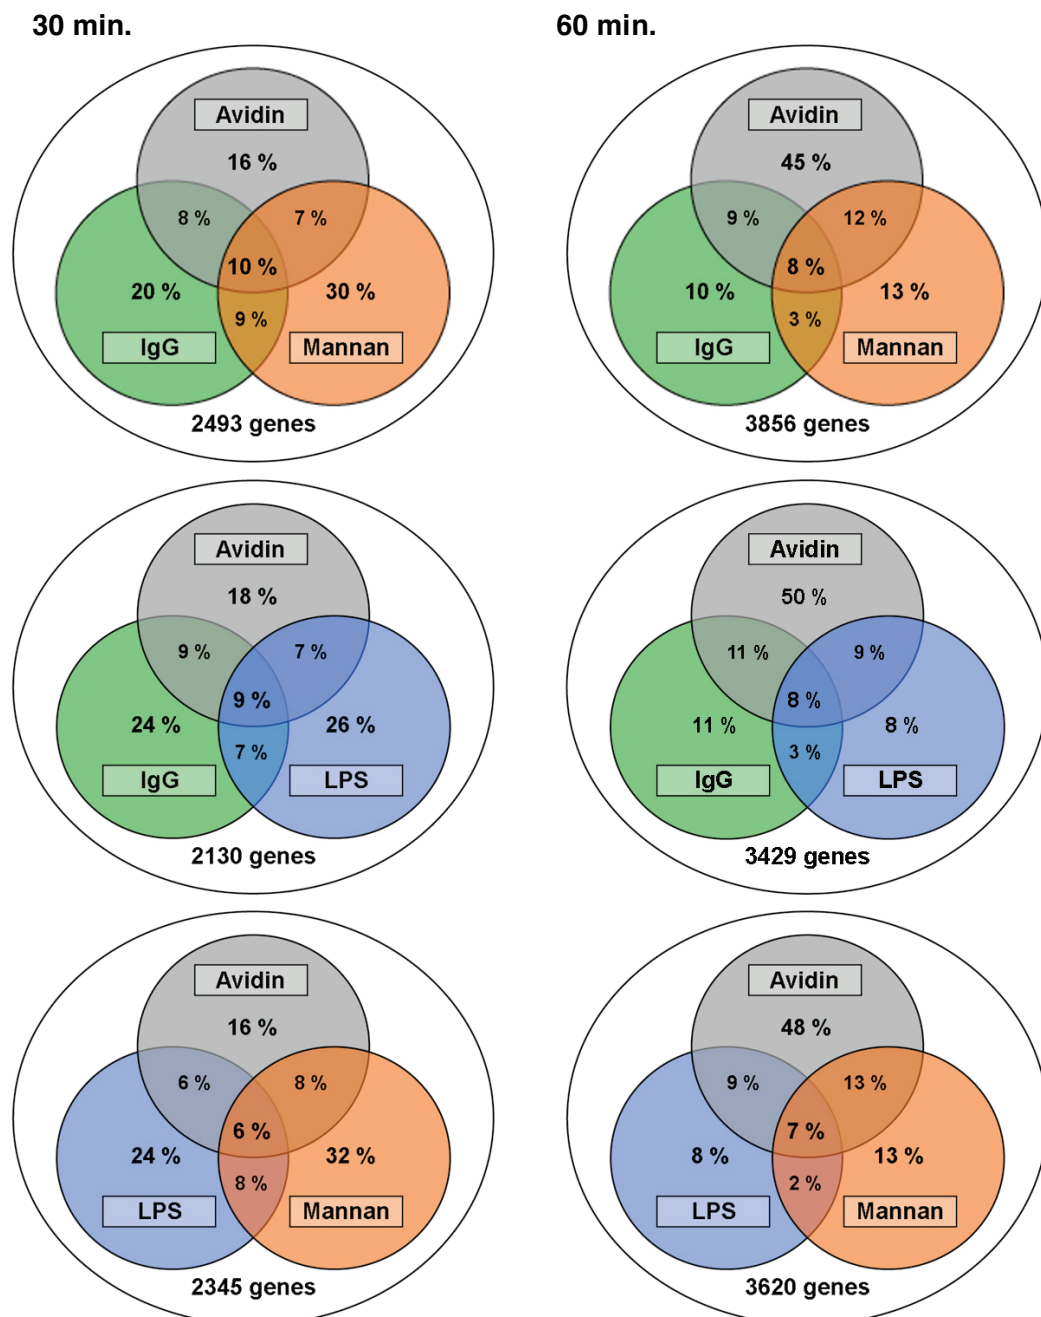 30 min.
60 min.
Avidin
16 %
8 %
7 %
10 %
20 %
30 %
9 %
IgG
Mannan
2493 genes
Avidin
45 %
9 %
12 %
8 %
10 %
13 %
3 %
IgG
Mannan
3856 genes
Avidin
18 %
9 %
7 %
9 %
24 %
26 %
7 %
IgG
LPS
2130 genes
Avidin
50 %
11 %
9 %
8 %
11 %
8 %
3 %
IgG
LPS
3429 genes
Avidin
16 %
6 %
8 %
6 %
24 %
32 %
8 %
LPS
Mannan
2345 genes
Avidin
48 %
9 %
13 %
7 %
8 %
13 %
2 %
LPS
Mannan
3620 genes